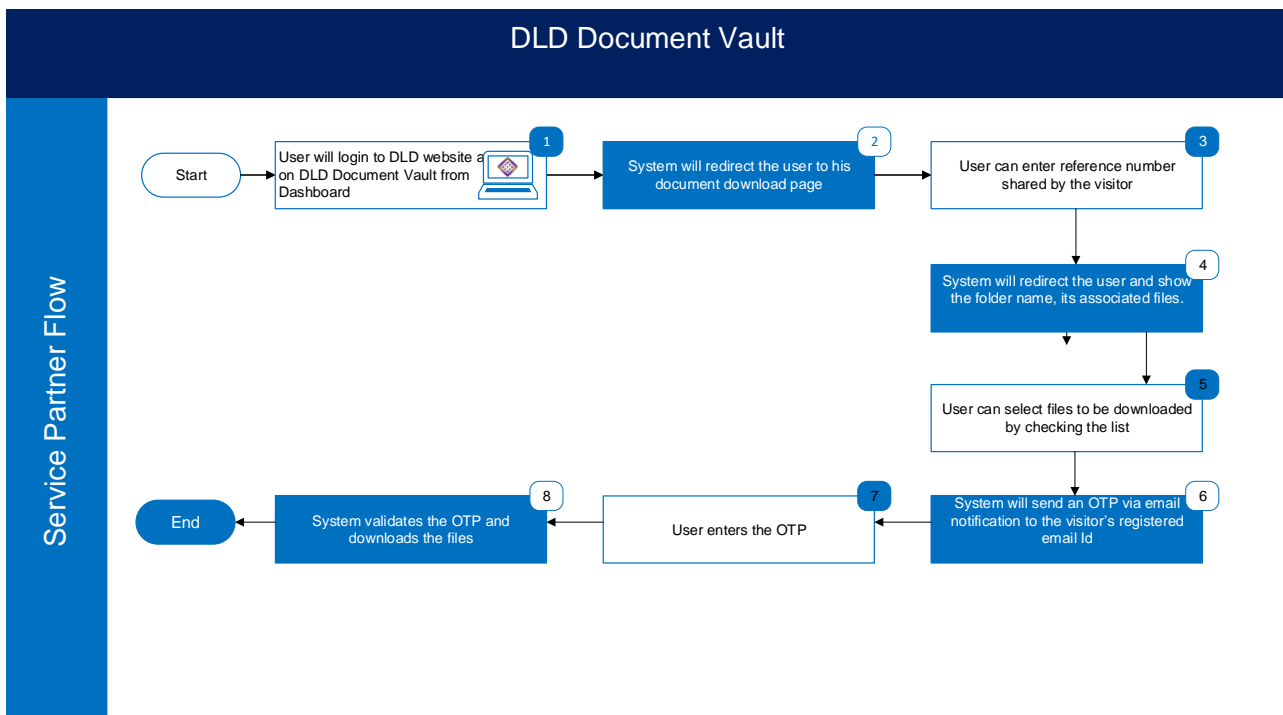 DLD Document Vault
Service Partner Flow
Start
1
User will login to DLD website a
on DLD Document Vault from
Dashboard
2
System will redirect the user to his
document download page
3
User can enter reference number
shared by the visitor
4
System will redirect the user and show
the folder name, its associated files.
5
User can select files to be downloaded
by checking the list
6
System will send an OTP via email
notification to the visitor’s registered
email Id
7
User enters the OTP
8
System validates the OTP and
downloads the files
End